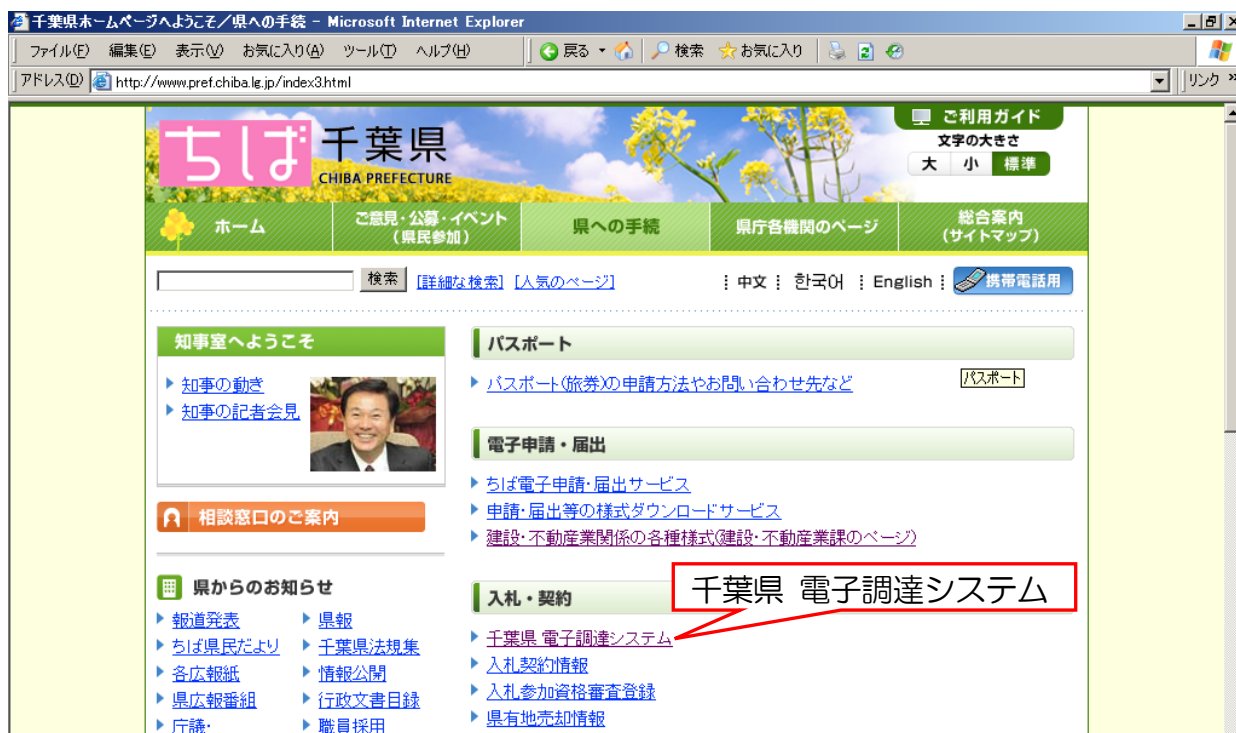 千葉県ホームページへようこそ／県への手続 - Microsoft Internet Explorer
ファイル(F) 編集(E) 表示(V) お気に入り(A) ツール(T) ヘルプ(H) 戻る 検索 お気に入り
アドレス(D) http://www.pref.chiba.lg.jp/index3.html リンク »
ちば 千葉県
CHIBA PREFECTURE
ご利用ガイド
文字の大きさ
大 小 標準
ホーム ご意見・公募・イベント（県民参加） 県への手続 県庁各機関のページ 総合案内（サイトマップ）
検索 [詳細な検索] [人気のページ] 中文 한국어 English 携帯電話用
知事室へようこそ
知事の動き
知事の記者会見
相談窓口のご案内
県からのお知らせ
報道発表 県報
ちば県民だより 千葉県法規集
各広報紙 情報公開
県広報番組 行政文書目録
庁議・ 職員採用
パスポート
パスポート(旅券)の申請方法やお問い合わせ先など
パスポート
電子申請・届出
ちば電子申請・届出サービス
申請・届出等の様式ダウンロードサービス
建設・不動産業関係の各種様式(建設・不動産業課のページ)
入札・契約
千葉県 電子調達システム
千葉県 電子調達システム
入札契約情報
入札参加資格審査登録
県有地売却情報